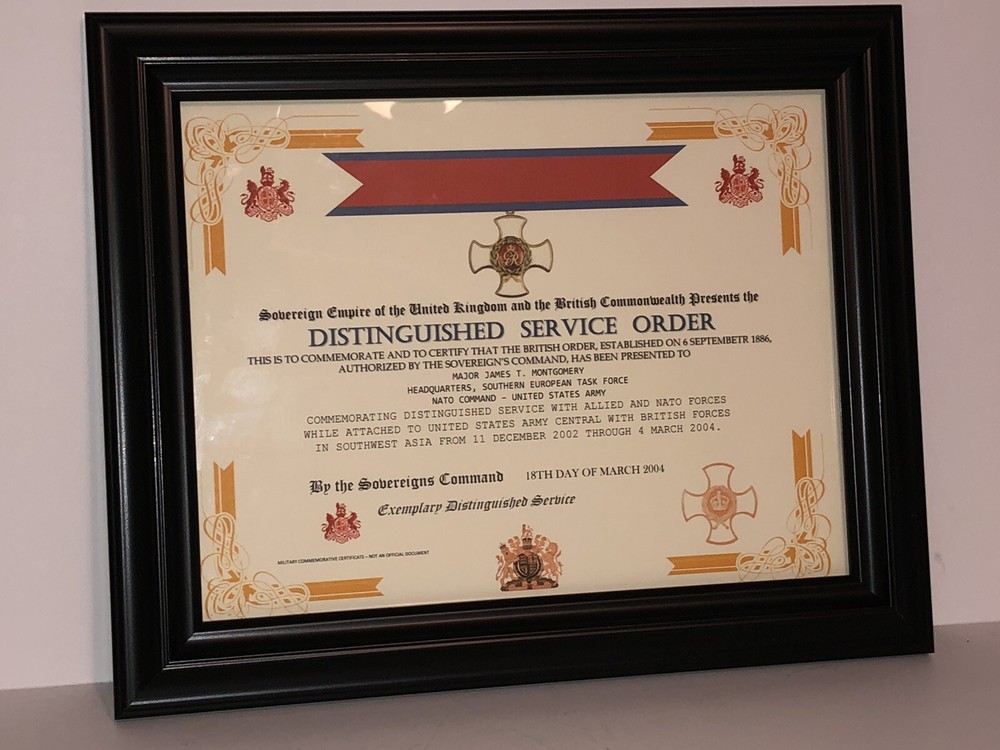 Sovereign Empire of the United Kingdom and the British Commonwealth Presents the
DISTINGUISHED SERVICE ORDER
THIS IS TO COMMEMORATE AND TO CERTIFY THAT THE BRITISH ORDER, ESTABLISHED ON 6 SEPTEMBETR 1886,
AUTHORIZED BY THE SOVEREIGN'S COMMAND, HAS BEEN PRESENTED TO
MAJOR JAMES T. MONTGOMERY
HEADQUARTERS, SOUTHERN EUROPEAN TASK FORCE
NATO COMMAND – UNITED STATES ARMY
COMMEMORATING DISTINGUISHED SERVICE WITH ALLIED AND NATO FORCES
WHILE ATTACHED TO UNITED STATES ARMY CENTRAL WITH BRITISH FORCES
IN SOUTHWEST ASIA FROM 11 DECEMBER 2002 THROUGH 4 MARCH 2004.
By the Sovereigns Command 18TH DAY OF MARCH 2004
Exemplary Distinguished Service
MILITARY COMMEMORATIVE CERTIFICATE – NOT AN OFFICIAL DOCUMENT